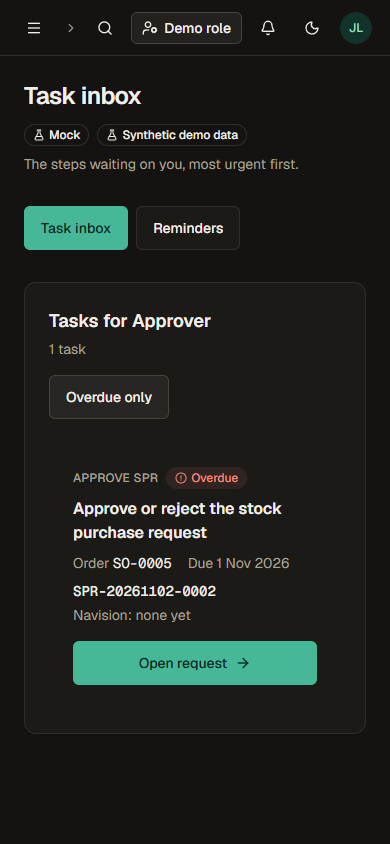 Demo role
JL
Task inbox
Mock
Synthetic demo data
The steps waiting on you, most urgent first.
Task inbox
Reminders
Tasks for Approver
1 task
Overdue only
APPROVE SPR
Overdue
Approve or reject the stock
purchase request
Order SO-0005 Due 1 Nov 2026
SPR-20261102-0002
Navision: none yet
Open request